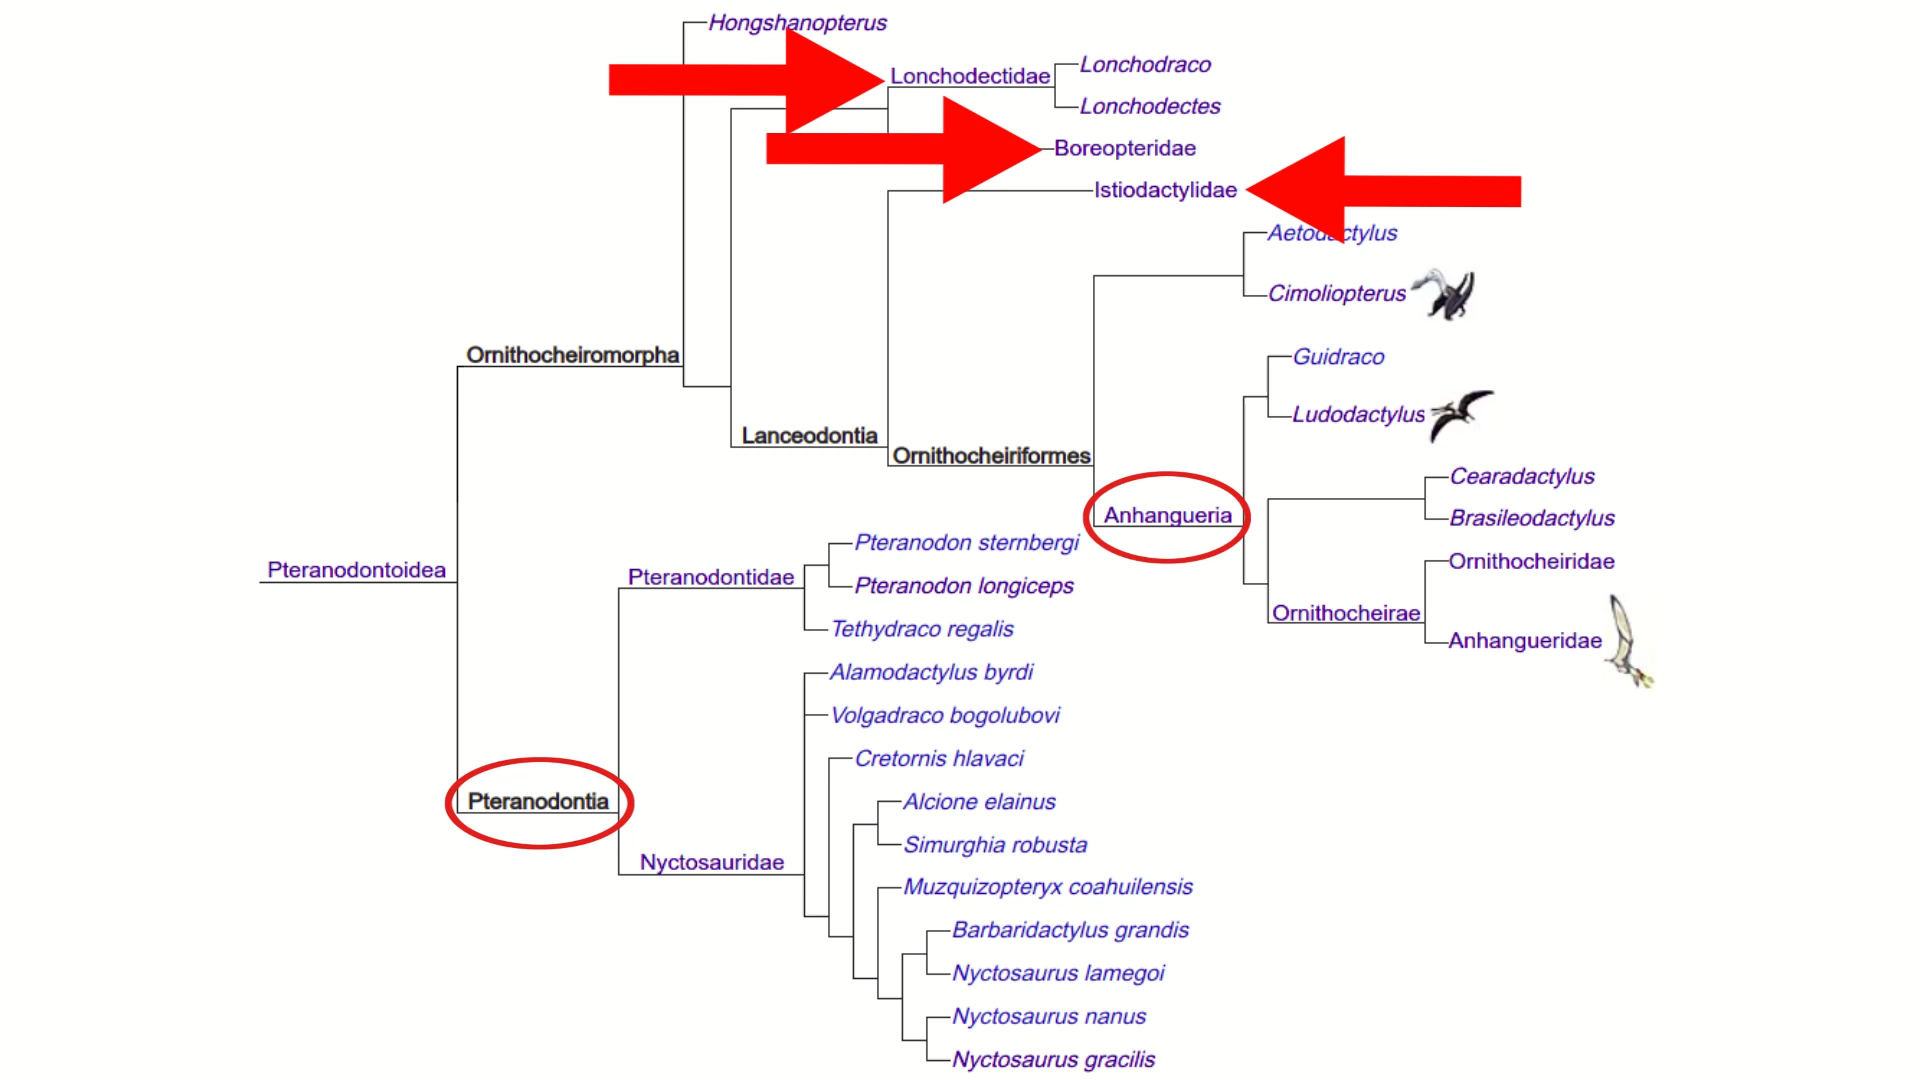 Hongshanopterus
Lonchodectidae
Lonchodraco
Lonchodectes
Boreopteridae
Istiodactylidae
Aetodactylus
Cimoliopterus
Ornithocheiromorpha
Guidraco
Ludodactylus
Lanceodontia
Ornithocheiriformes
Cearadactylus
Anhangueria
Brasileodactylus
Pteranodon sternbergi
Ornithocheiridae
Pteranodontoidea
Pteranodontidae
Pteranodon longiceps
Ornithocheirae
Tethydraco regalis
Anhangueridae
Alamodactylus byrdi
Volgadraco bogolubovi
Cretornis hlavaci
Pteranodontia
Alcione elainus
Simurghia robusta
Nyctosauridae
Muzquizopteryx coahuilensis
Barbaridactylus grandis
Nyctosaurus lamegoi
Nyctosaurus nanus
Nyctosaurus gracilis